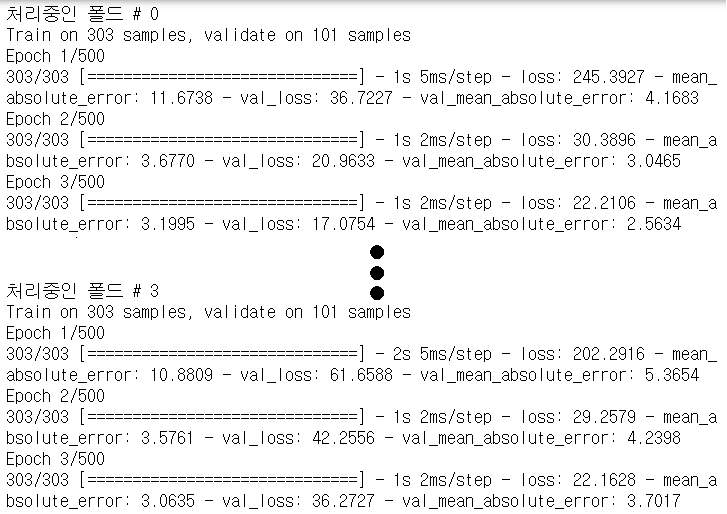 처리중인 폴드 # 0
Train on 303 samples, validate on 101 samples
Epoch 1/500
303/303 [==============================] - 1s 5ms/step - loss: 245.3927 - mean_
absolute_error: 11.6738 - val_loss: 36.7227 - val_mean_absolute_error: 4.1683
Epoch 2/500
303/303 [==============================] - 1s 2ms/step - loss: 30.3896 - mean_a
bsolute_error: 3.6770 - val_loss: 20.9633 - val_mean_absolute_error: 3.0465
Epoch 3/500
303/303 [==============================] - 1s 2ms/step - loss: 22.2106 - mean_a
bsolute_error: 3.1995 - val_loss: 17.0754 - val_mean_absolute_error: 2.5634
처리중인 폴드 # 3
Train on 303 samples, validate on 101 samples
Epoch 1/500
303/303 [==============================] - 2s 5ms/step - loss: 202.2916 - mean_
absolute_error: 10.8809 - val_loss: 61.6588 - val_mean_absolute_error: 5.3654
Epoch 2/500
303/303 [==============================] - 1s 2ms/step - loss: 29.2579 - mean_a
bsolute_error: 3.5761 - val_loss: 42.2556 - val_mean_absolute_error: 4.2398
Epoch 3/500
303/303 [==============================] - 1s 2ms/step - loss: 22.1628 - mean_a
bsolute_error: 3.0635 - val_loss: 36.2727 - val_mean_absolute_error: 3.7017